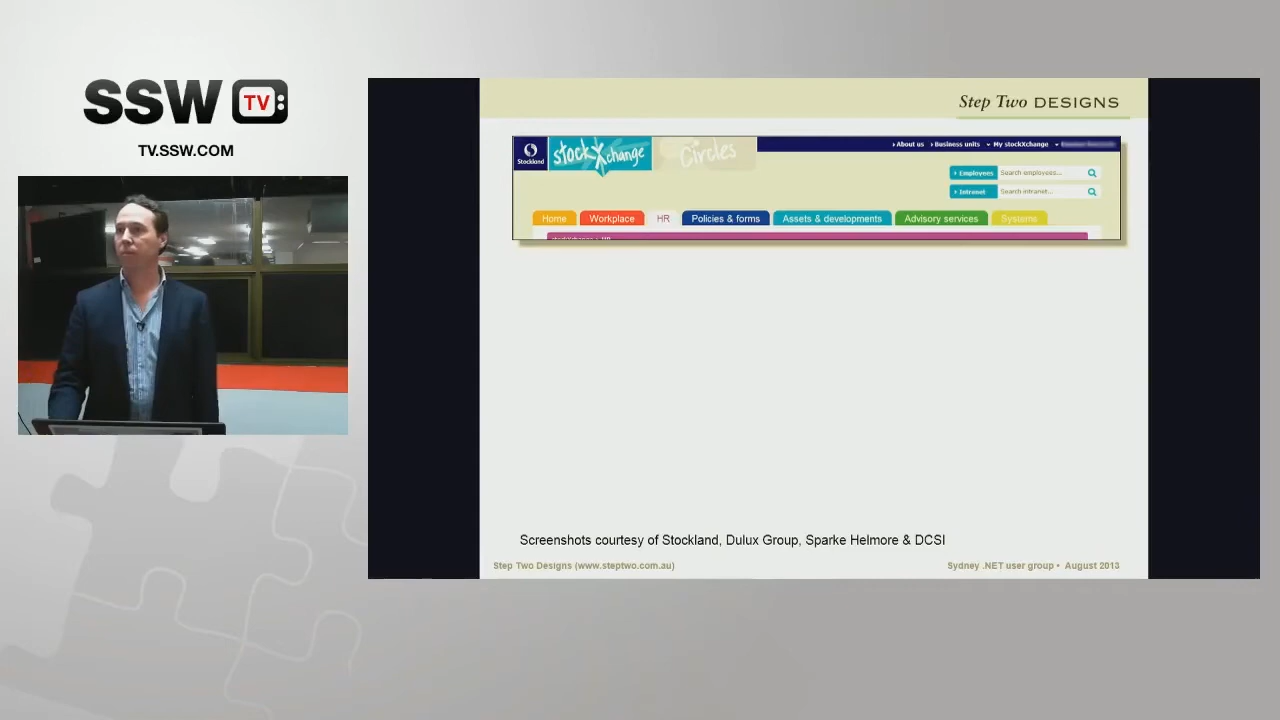 SSW TV
TV.SSW.COM
Step Two DESIGNS
Stockland
stockXchange
Circles
About us Business units My stockXchange
Employees Search employees...
Intranet Search intranet...
Home Workplace HR Policies & forms Assets & developments Advisory services Systems
Screenshots courtesy of Stockland, Dulux Group, Sparke Helmore & DCSI
Step Two Designs (www.steptwo.com.au)
Sydney .NET user group • August 2013